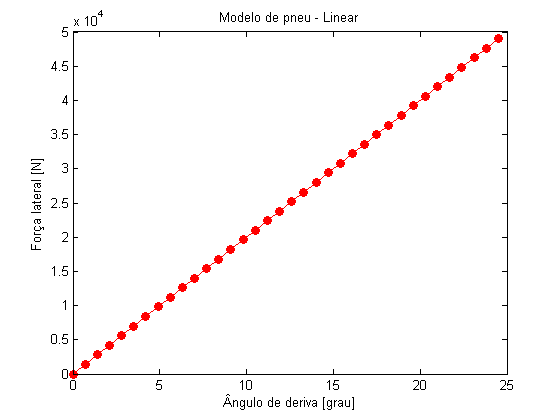 Modelo de pneu - Linear
x 10^4
5
4.5
4
3.5
3
2.5
2
1.5
1
0.5
0
Força lateral [N]
0 5 10 15 20 25
Ângulo de deriva [grau]